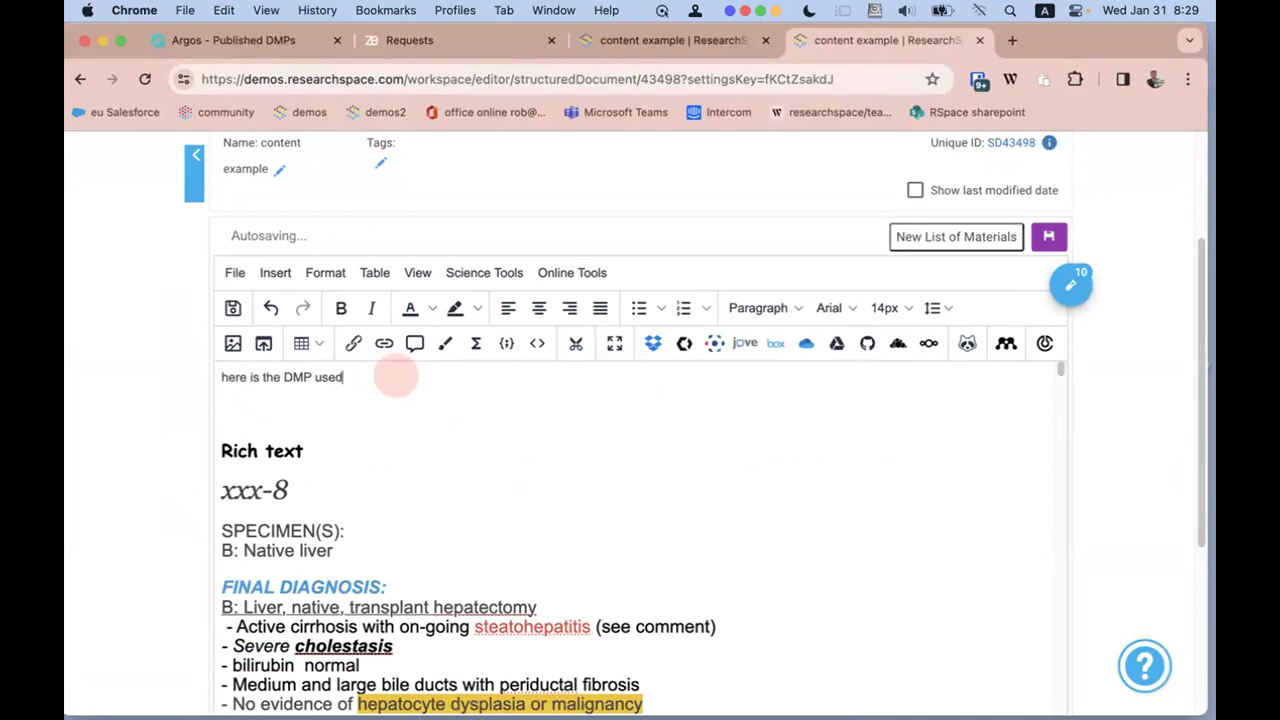 Chrome File Edit View History Bookmarks Profiles Tab Window Help A Wed Jan 31 8:29
Argos - Published DMPs ZB Requests content example | ResearchS content example | ResearchS
https://demos.researchspace.com/workspace/editor/structuredDocument/43498?settingsKey=fKCtZsakdJ 9+ W
eu Salesforce community demos demos2 office online rob@... Microsoft Teams Intercom W researchspace/tea... RSpace charmpoint
Name: content Tags: Unique ID: SD43498
example
Show last modified date
Autosaving... New List of Materials
File Insert Format Table View Science Tools Online Tools
10
B I A Paragraph Arial 14px
jove box
here is the DMP used
Rich text
xxx-8
SPECIMEN(S):
B: Native liver
FINAL DIAGNOSIS:
B: Liver, native, transplant hepatectomy
- Active cirrhosis with on-going steatohepatitis (see comment)
- Severe cholestasis
- bilirubin normal
- Medium and large bile ducts with periductal fibrosis
- No evidence of hepatocyte dysplasia or malignancy